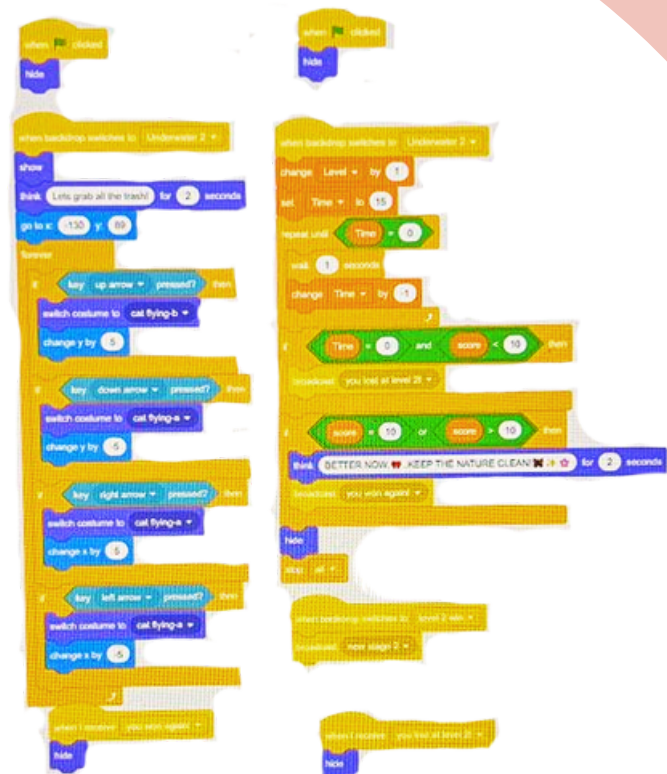 when clicked
hide
when backdrop switches to Underwater 2
show
think Lets grab all the trash! for 2 seconds
go to x: -130 y: 89
forever
if key up arrow pressed? then
switch costume to cat flying-b
change y by 5
if key down arrow pressed? then
switch costume to cat flying-a
change y by -5
if key right arrow pressed? then
switch costume to cat flying-a
change x by 5
if key left arrow pressed? then
switch costume to cat flying-a
change x by -5
when I receive you won again!
hide
when clicked
hide
when backdrop switches to Underwater 2
change Level by 1
set Time to 15
repeat until Time = 0
wait 1 seconds
change Time by -1
if Time = 0 and score < 10 then
broadcast you lost at level 2!
if score = 10 or score > 10 then
think BETTER NOW, KEEP THE NATURE CLEAN! for 2 seconds
broadcast you won again!
hide
stop all
when backdrop switches to level 2 win
broadcast new stage 2
when I receive you lost at level 2!
hide